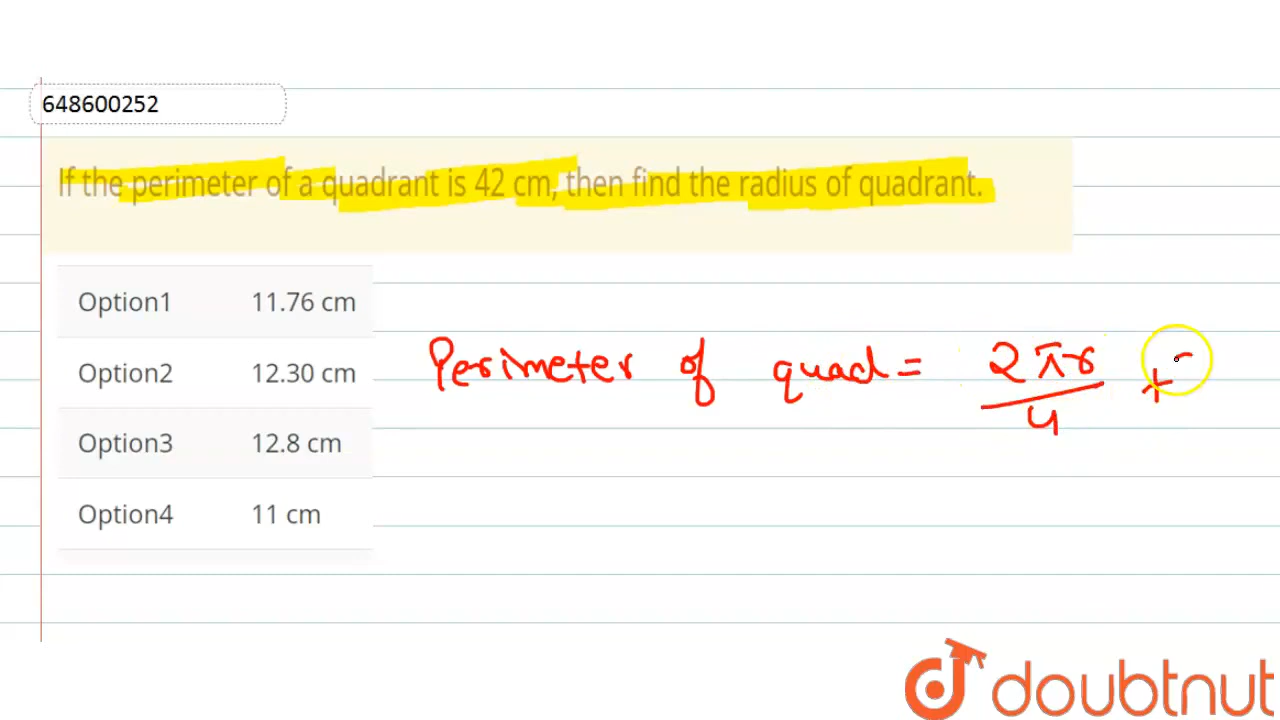 648600252
If the perimeter of a quadrant is 42 cm, then find the radius of quadrant.
Option1 11.76 cm
Option2 12.30 cm
Option3 12.8 cm
Option4 11 cm
Perimeter of quad = 2πr/4 +
doubtnut